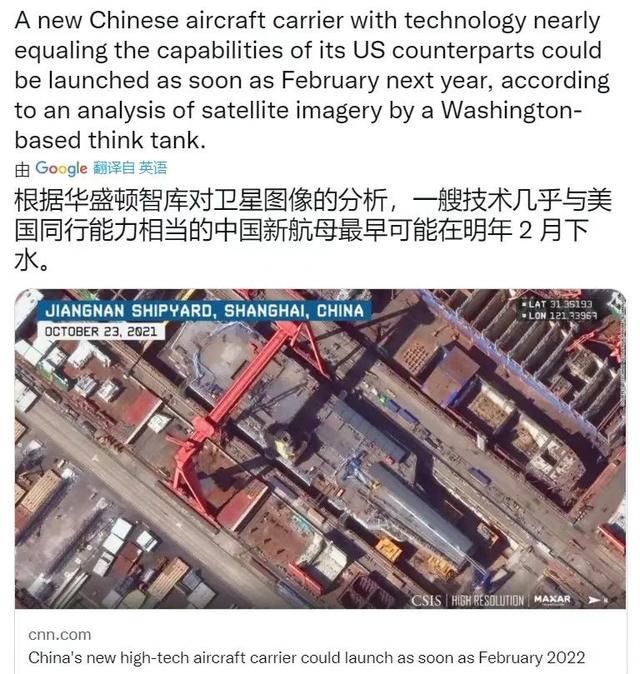 A new Chinese aircraft carrier with technology nearly
equaling the capabilities of its US counterparts could
be launched as soon as February next year, according
to an analysis of satellite imagery by a Washington-
based think tank.
由 Google 翻译自 英语
根据华盛顿智库对卫星图像的分析，一艘技术几乎与美
国同行能力相当的中国新航母最早可能在明年 2 月下
水。
JIANGNAN SHIPYARD, SHANGHAI, CHINA
OCTOBER 23, 2021
LAT 31.35193
LON 121.73963
CSIS | HIGH RESOLUTION | MAXAR
cnn.com
China's new high-tech aircraft carrier could launch as soon as February 2022